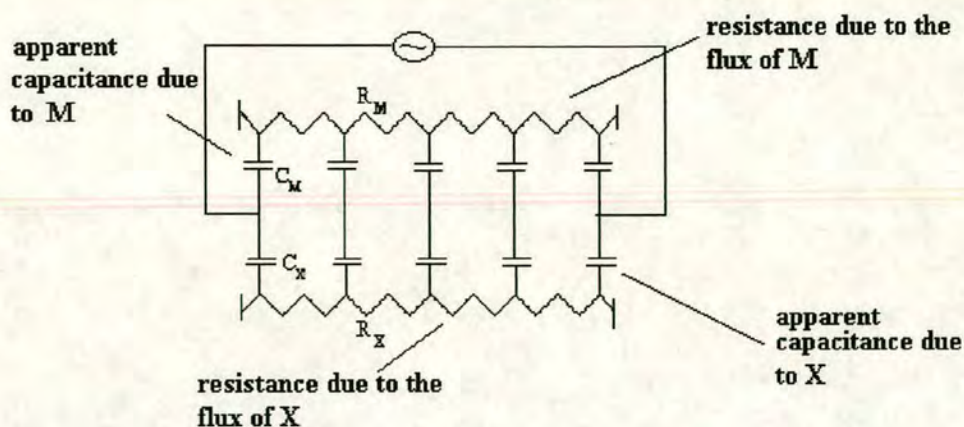 apparent
capacitance due
to M
resistance due to the
flux of M
R_M
C_M
C_X
R_X
apparent
capacitance due
to X
resistance due to the
flux of X